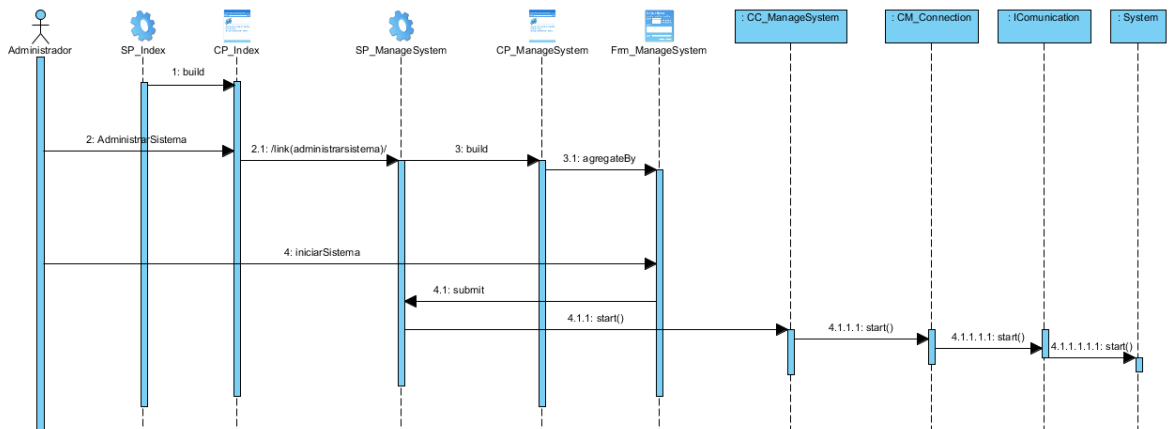 : CC_ManageSystem
: CM_Connection
: IComunication
: System
Administrador
SP_Index
CP_Index
SP_ManageSystem
CP_ManageSystem
Frm_ManageSystem
1: build
2: AdministrarSistema
2.1: /link(administrarsistema)/
3: build
3.1: agregateBy
4: iniciarSistema
4.1: submit
4.1.1: start()
4.1.1.1: start()
4.1.1.1.1: start()
4.1.1.1.1.1: start()